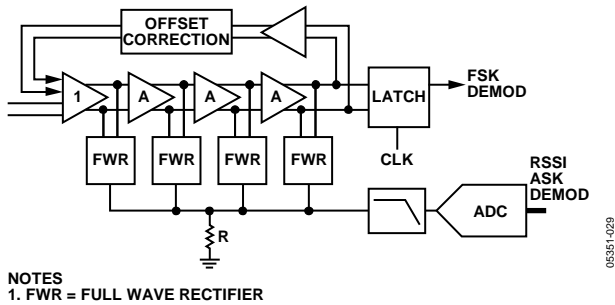 OFFSET
CORRECTION
1
A
A
A
LATCH
FSK
DEMOD
FWR
FWR
FWR
FWR
CLK
RSSI
ASK
DEMOD
R
ADC
05351-029
NOTES
1. FWR = FULL WAVE RECTIFIER